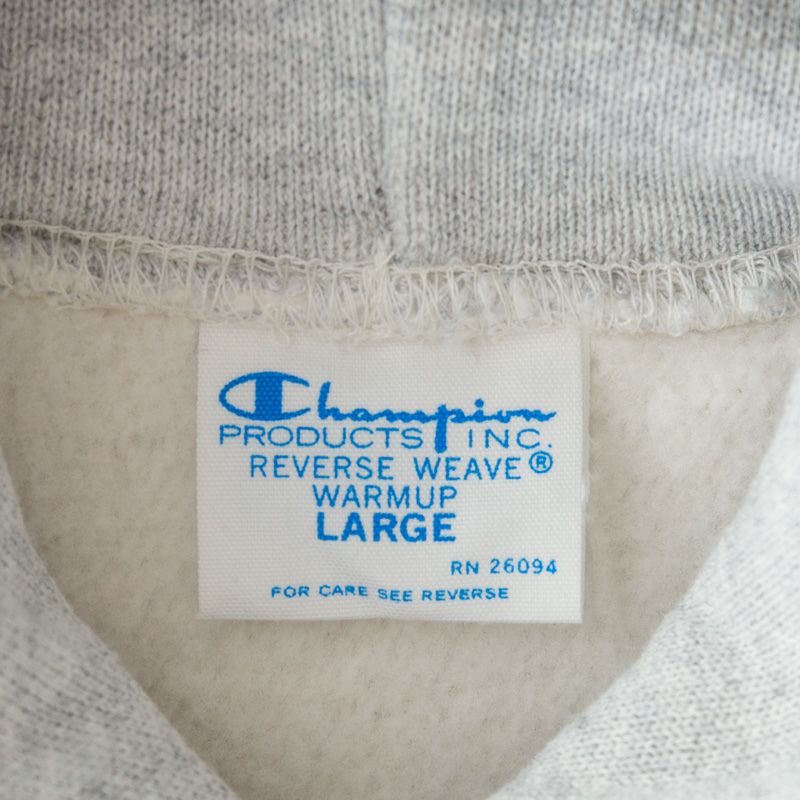 Champion
PRODUCTS INC.
REVERSE WEAVE®
WARMUP
LARGE
RN 26094
FOR CARE SEE REVERSE